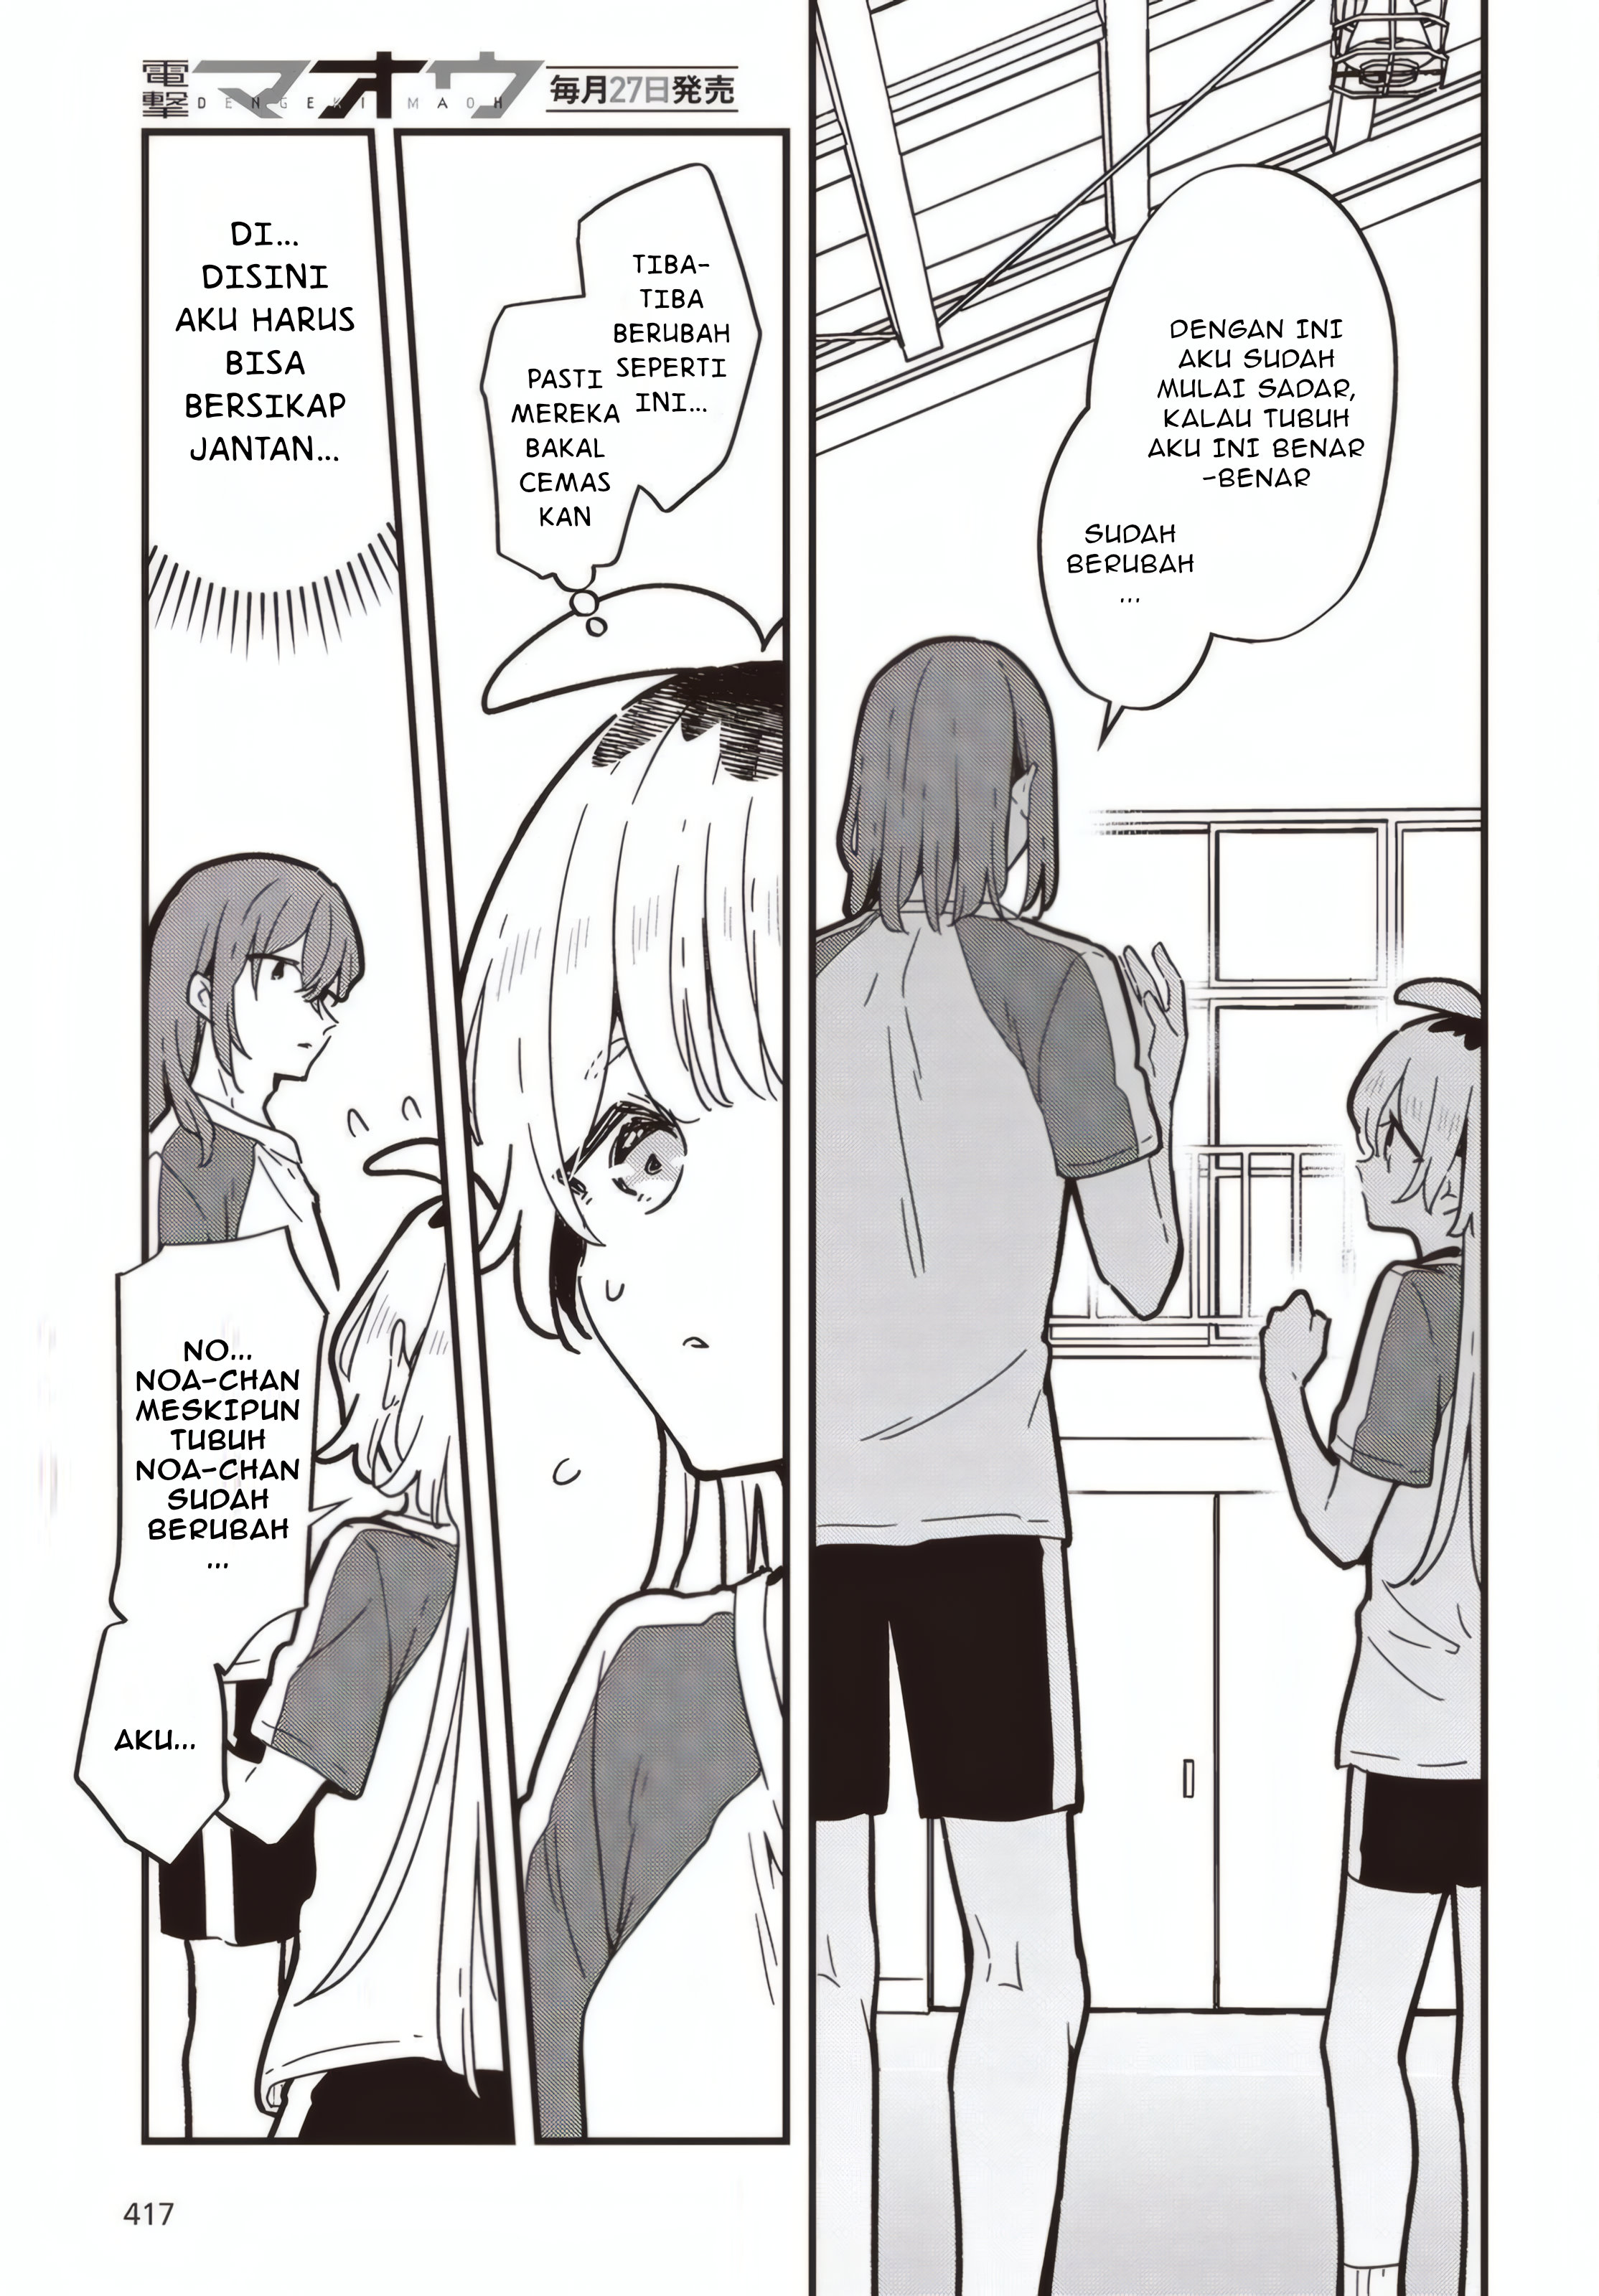 電撃
マオウ
DENGEKI MAOH
毎月27日発売
DENGAN INI
AKU SUDAH
MULAI SADAR,
KALAU TUBUH
AKU INI BENAR
-BENAR
SUDAH
BERUBAH
...
TIBA-
TIBA
BERUBAH
SEPERTI
INI...
PASTI
MEREKA
BAKAL
CEMAS
KAN
DI...
DISINI
AKU HARUS
BISA
BERSIKAP
JANTAN...
NO...
NOA-CHAN
MESKIPUN
TUBUH
NOA-CHAN
SUDAH
BERUBAH
...
AKU...
417